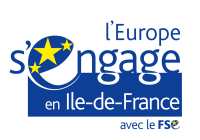 l'Europe
s'engage
en Ile-de-France
avec le FSe